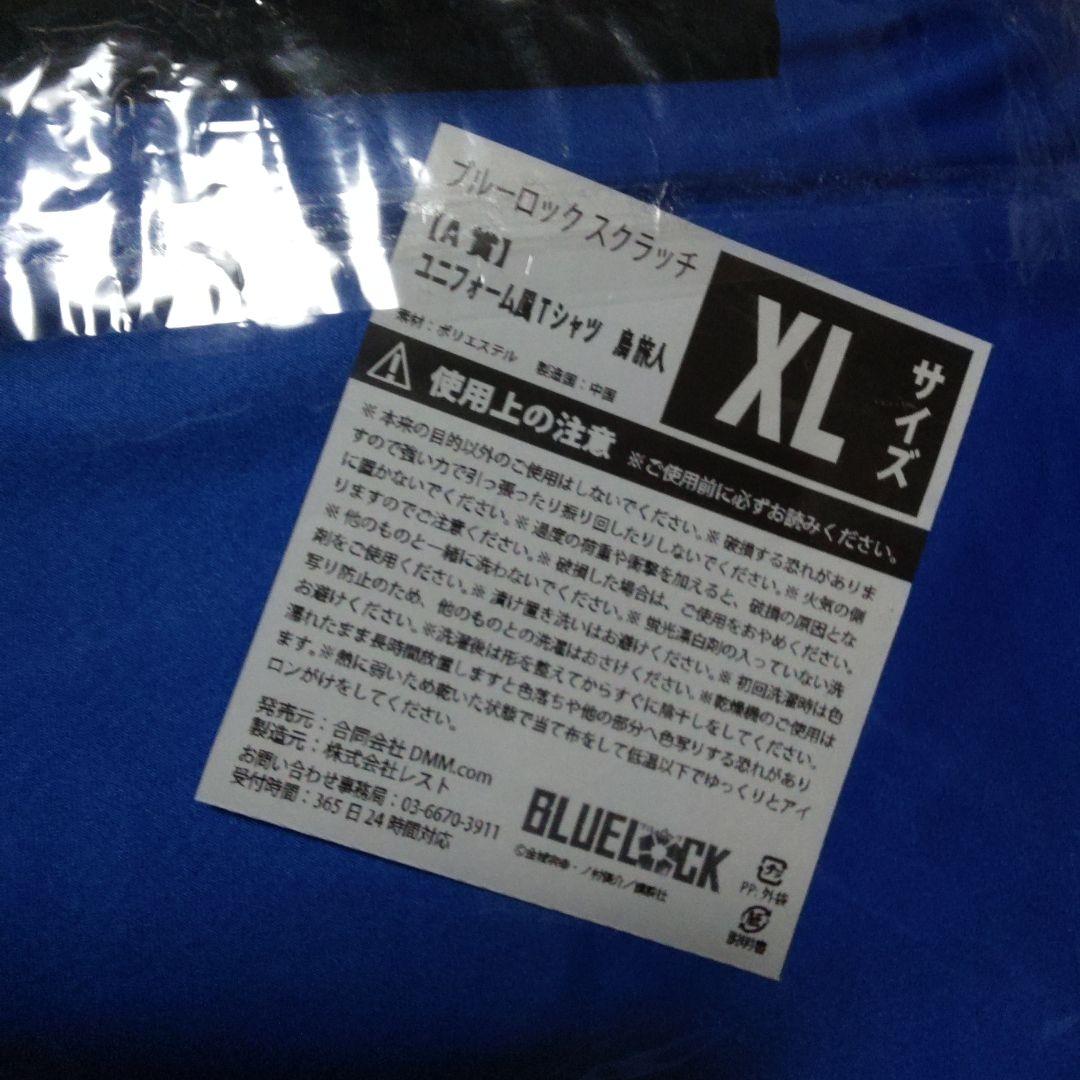 ブルーロック スクラッチ
【A 賞】
ユニフォーム風Tシャツ 烏 旅人
素材：ポリエステル 製造国：中国
XL
サイズ
使用上の注意 ※ご使用前に必ずお読みください。
※本来の目的以外のご使用はしないでください。※破損する恐れがありま
すので強い力で引っ張ったり振り回したりしないでください。※火気の側
に置かないでください。※過度の荷重や衝撃を加えると、破損の原因とな
りますのでご注意ください。※破損した場合は、ご使用をおやめください。
※他のものと一緒に洗わないでください。※蛍光漂白剤の入っていない洗
剤をご使用ください。※漬け置き洗いはお避けください。※初回洗濯時は色
写り防止のため、他のものとの洗濯はおさけください。※乾燥機のご使用は
お避けください。※洗濯後は形を整えてからすぐに陰干しをしてください。
濡れたまま長時間放置しますと色落ちや他の部分へ色写りする恐れがあり
ます。※熱に弱いため乾いた状態で当て布をして低温以下でゆっくりとアイ
ロンがけをしてください。
発売元：合同会社 DMM.com
製造元：株式会社レスト
お問い合わせ事務局：03-6670-3911
受付時間：365 日 24 時間対応
BLUELOCK
©金城宗幸・ノ村優介／講談社
プラ
PP：外袋
紙
説明書